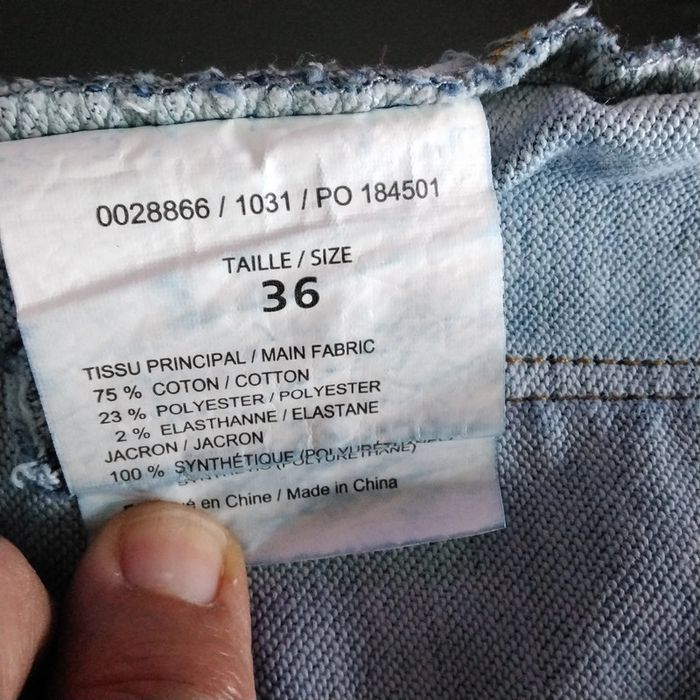 0028866 / 1031 / PO 184501
TAILLE / SIZE
36
TISSU PRINCIPAL / MAIN FABRIC
75 % COTON / COTTON
23 % POLYESTER / POLYESTER
2 % ELASTHANNE / ELASTANE
JACRON / JACRON
100 % SYNTHÉTIQUE
en Chine / Made in China